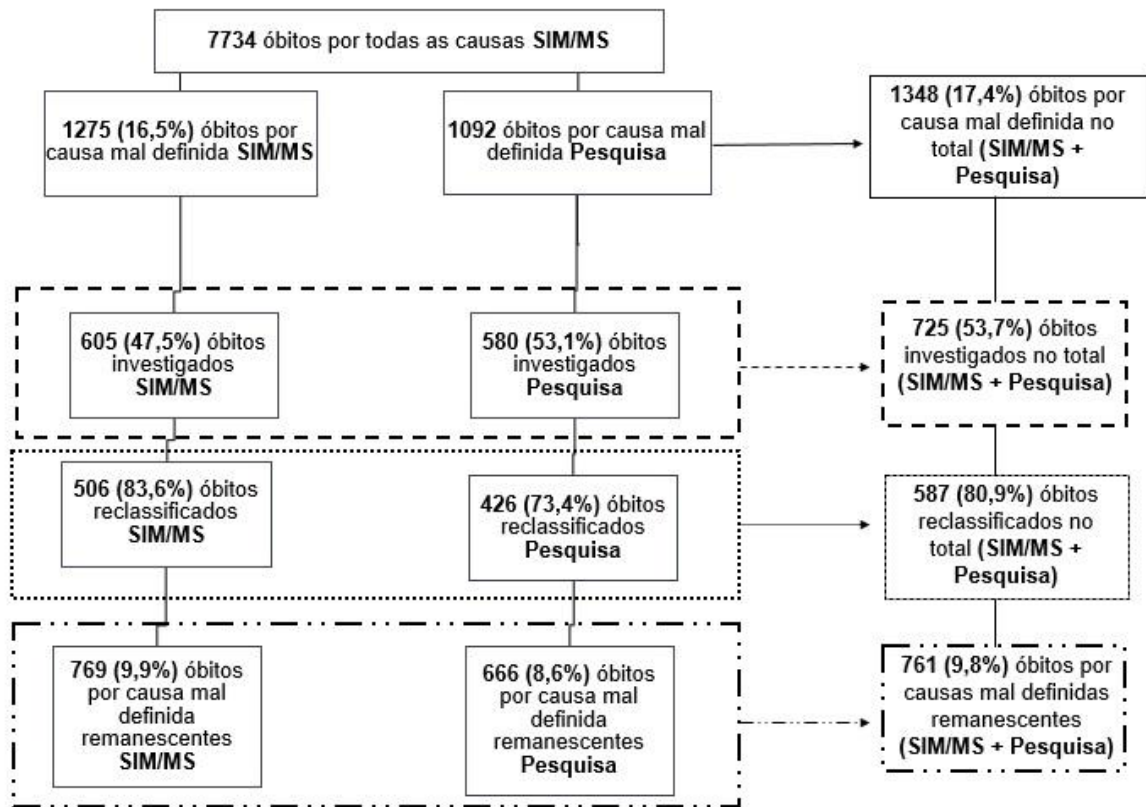 7734 óbitos por todas as causas SIM/MS
1275 (16,5%) óbitos por
causa mal definida SIM/MS
1092 óbitos por causa mal
definida Pesquisa
1348 (17,4%) óbitos por
causa mal definida no
total (SIM/MS +
Pesquisa)
605 (47,5%) óbitos
investigados
SIM/MS
580 (53,1%) óbitos
investigados
Pesquisa
725 (53,7%) óbitos
investigados no total
(SIM/MS + Pesquisa)
506 (83,6%) óbitos
reclassificados
SIM/MS
426 (73,4%) óbitos
reclassificados
Pesquisa
587 (80,9%) óbitos
reclassificados no
total (SIM/MS +
Pesquisa)
769 (9,9%) óbitos
por causa mal
definida
remanescentes
SIM/MS
666 (8,6%) óbitos
por causa mal
definida
remanescentes
Pesquisa
761 (9,8%) óbitos por
causas mal definidas
remanescentes
(SIM/MS + Pesquisa)